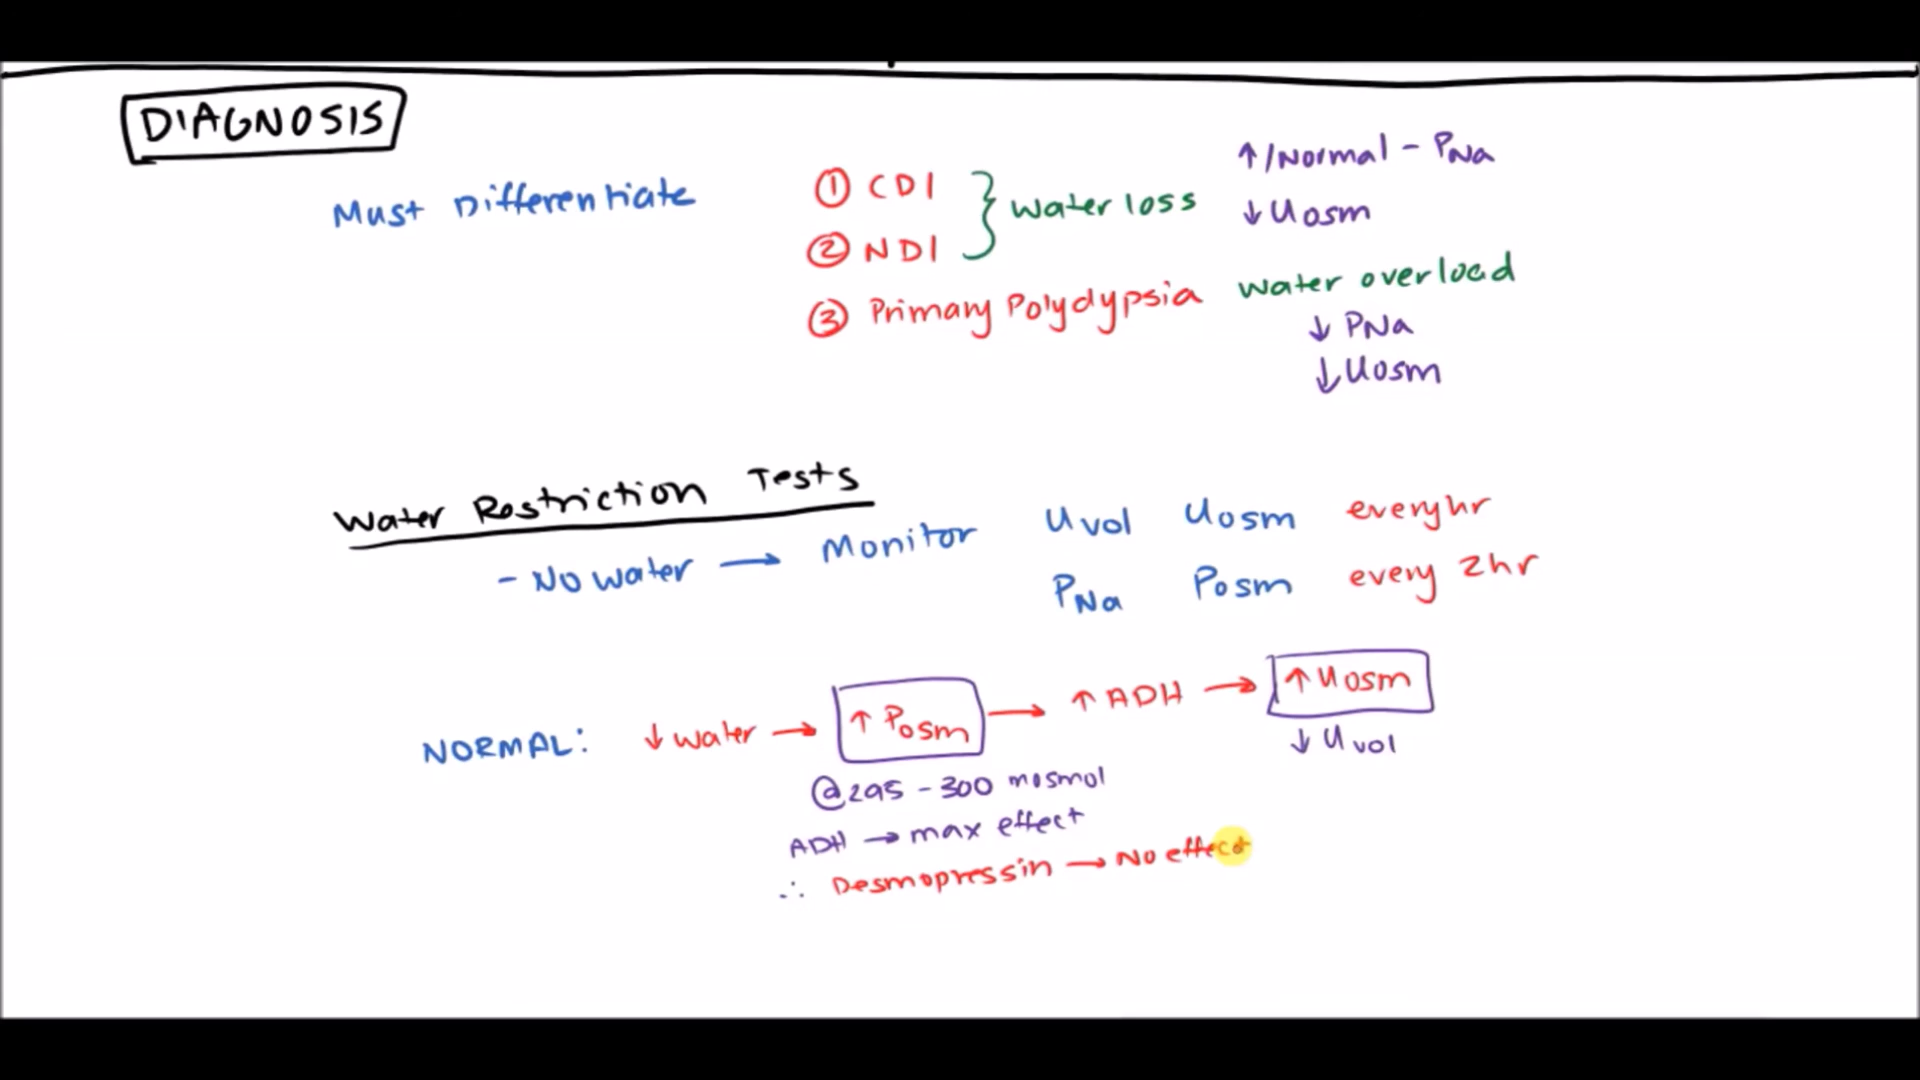 DIAGNOSIS
Must Differentiate
① CDI
② NDI
} water loss
↑/Normal - PNa
↓ Uosm
③ Primary Polydypsia
water overload
↓ PNa
↓ Uosm
Water Restriction Tests
- No water → Monitor
Uvol Uosm every hr
PNa Posm every 2hr
NORMAL: ↓ water → ↑ Posm → ↑ ADH → ↑ Uosm
↓ Uvol
@295 - 300 mosmol
ADH → max effect
∴ Desmopressin → No effect